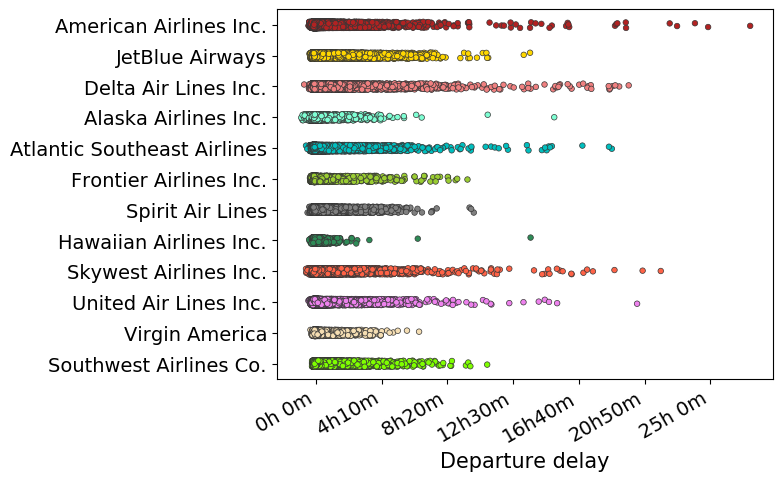 American Airlines Inc.
JetBlue Airways
Delta Air Lines Inc.
Alaska Airlines Inc.
Atlantic Southeast Airlines
Frontier Airlines Inc.
Spirit Air Lines
Hawaiian Airlines Inc.
Skywest Airlines Inc.
United Air Lines Inc.
Virgin America
Southwest Airlines Co.
0h 0m
4h10m
8h20m
12h30m
16h40m
20h50m
25h 0m
Departure delay